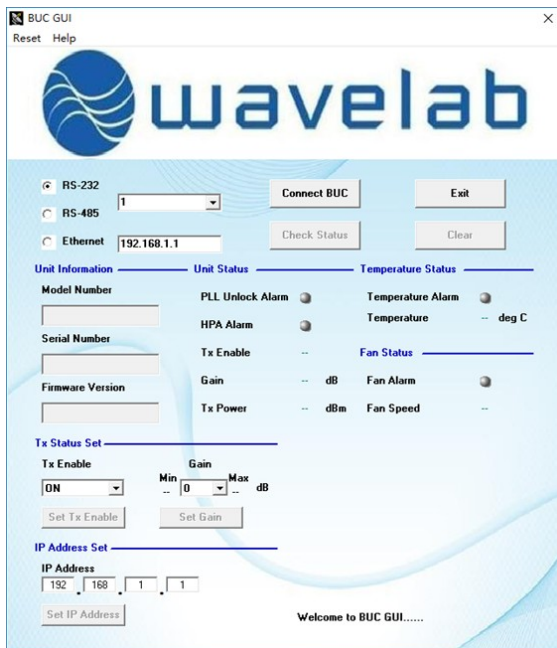 BUC GUI
Reset Help
wavelab
RS-232
1
RS-485
Ethernet 192.168.1.1
Connect BUC Exit
Check Status Clear
Unit Information Unit Status Temperature Status
Model Number
PLL Unlock Alarm Temperature Alarm
HPA Alarm Temperature -- deg C
Serial Number
Tx Enable -- Fan Status
Gain -- dB Fan Alarm
Firmware Version
Tx Power -- dBm Fan Speed --
Tx Status Set
Tx Enable Gain
Min Max
ON -- 0 -- dB
Set Tx Enable Set Gain
IP Address Set
IP Address
192 . 168 . 1 . 1
Set IP Address Welcome to BUC GUI......